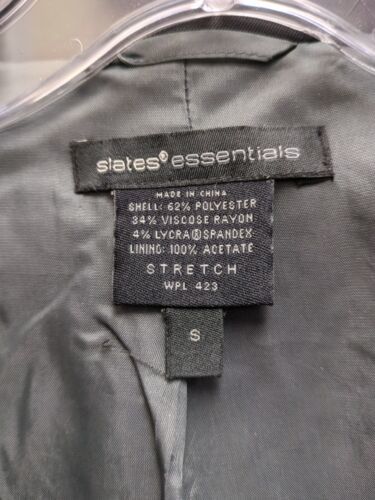 slates® essentials
MADE IN CHINA
SHELL: 62% POLYESTER
34% VISCOSE RAYON
4% LYCRA® SPANDEX
LINING: 100% ACETATE
STRETCH
WPL 423
S